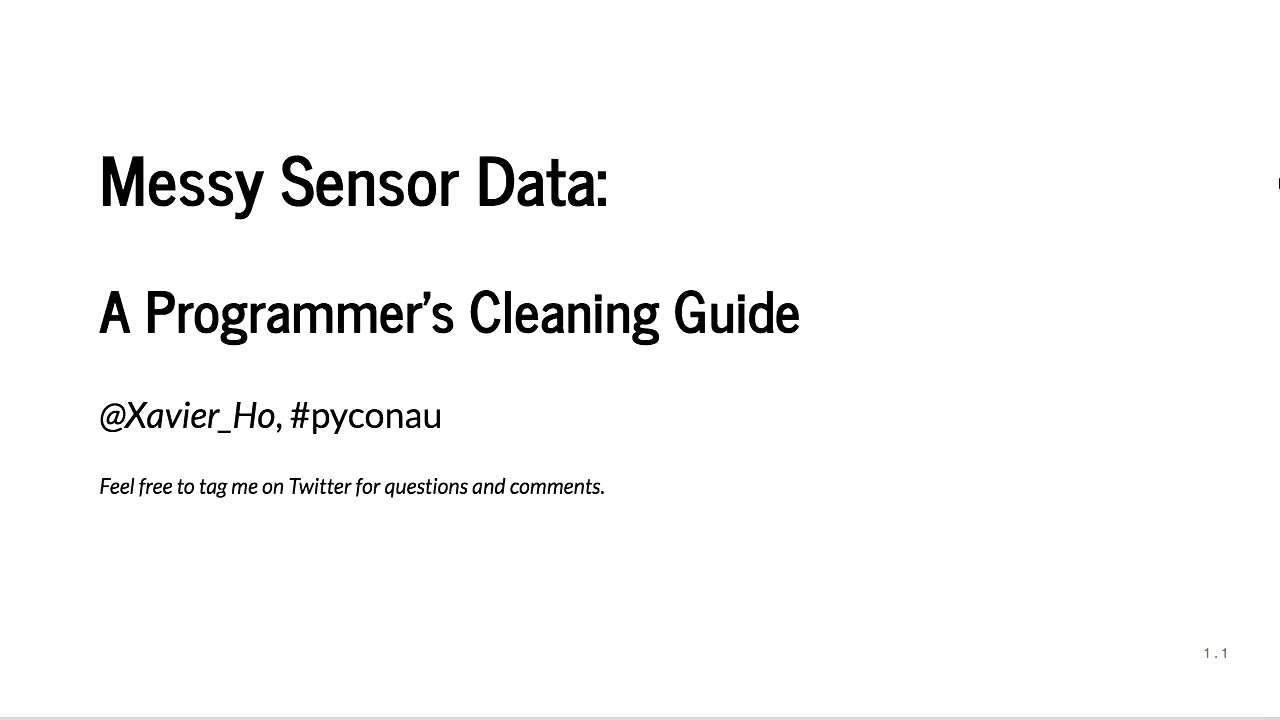 Messy Sensor Data:
A Programmer’s Cleaning Guide
@Xavier_Ho, #pyconau
Feel free to tag me on Twitter for questions and comments.
1.1